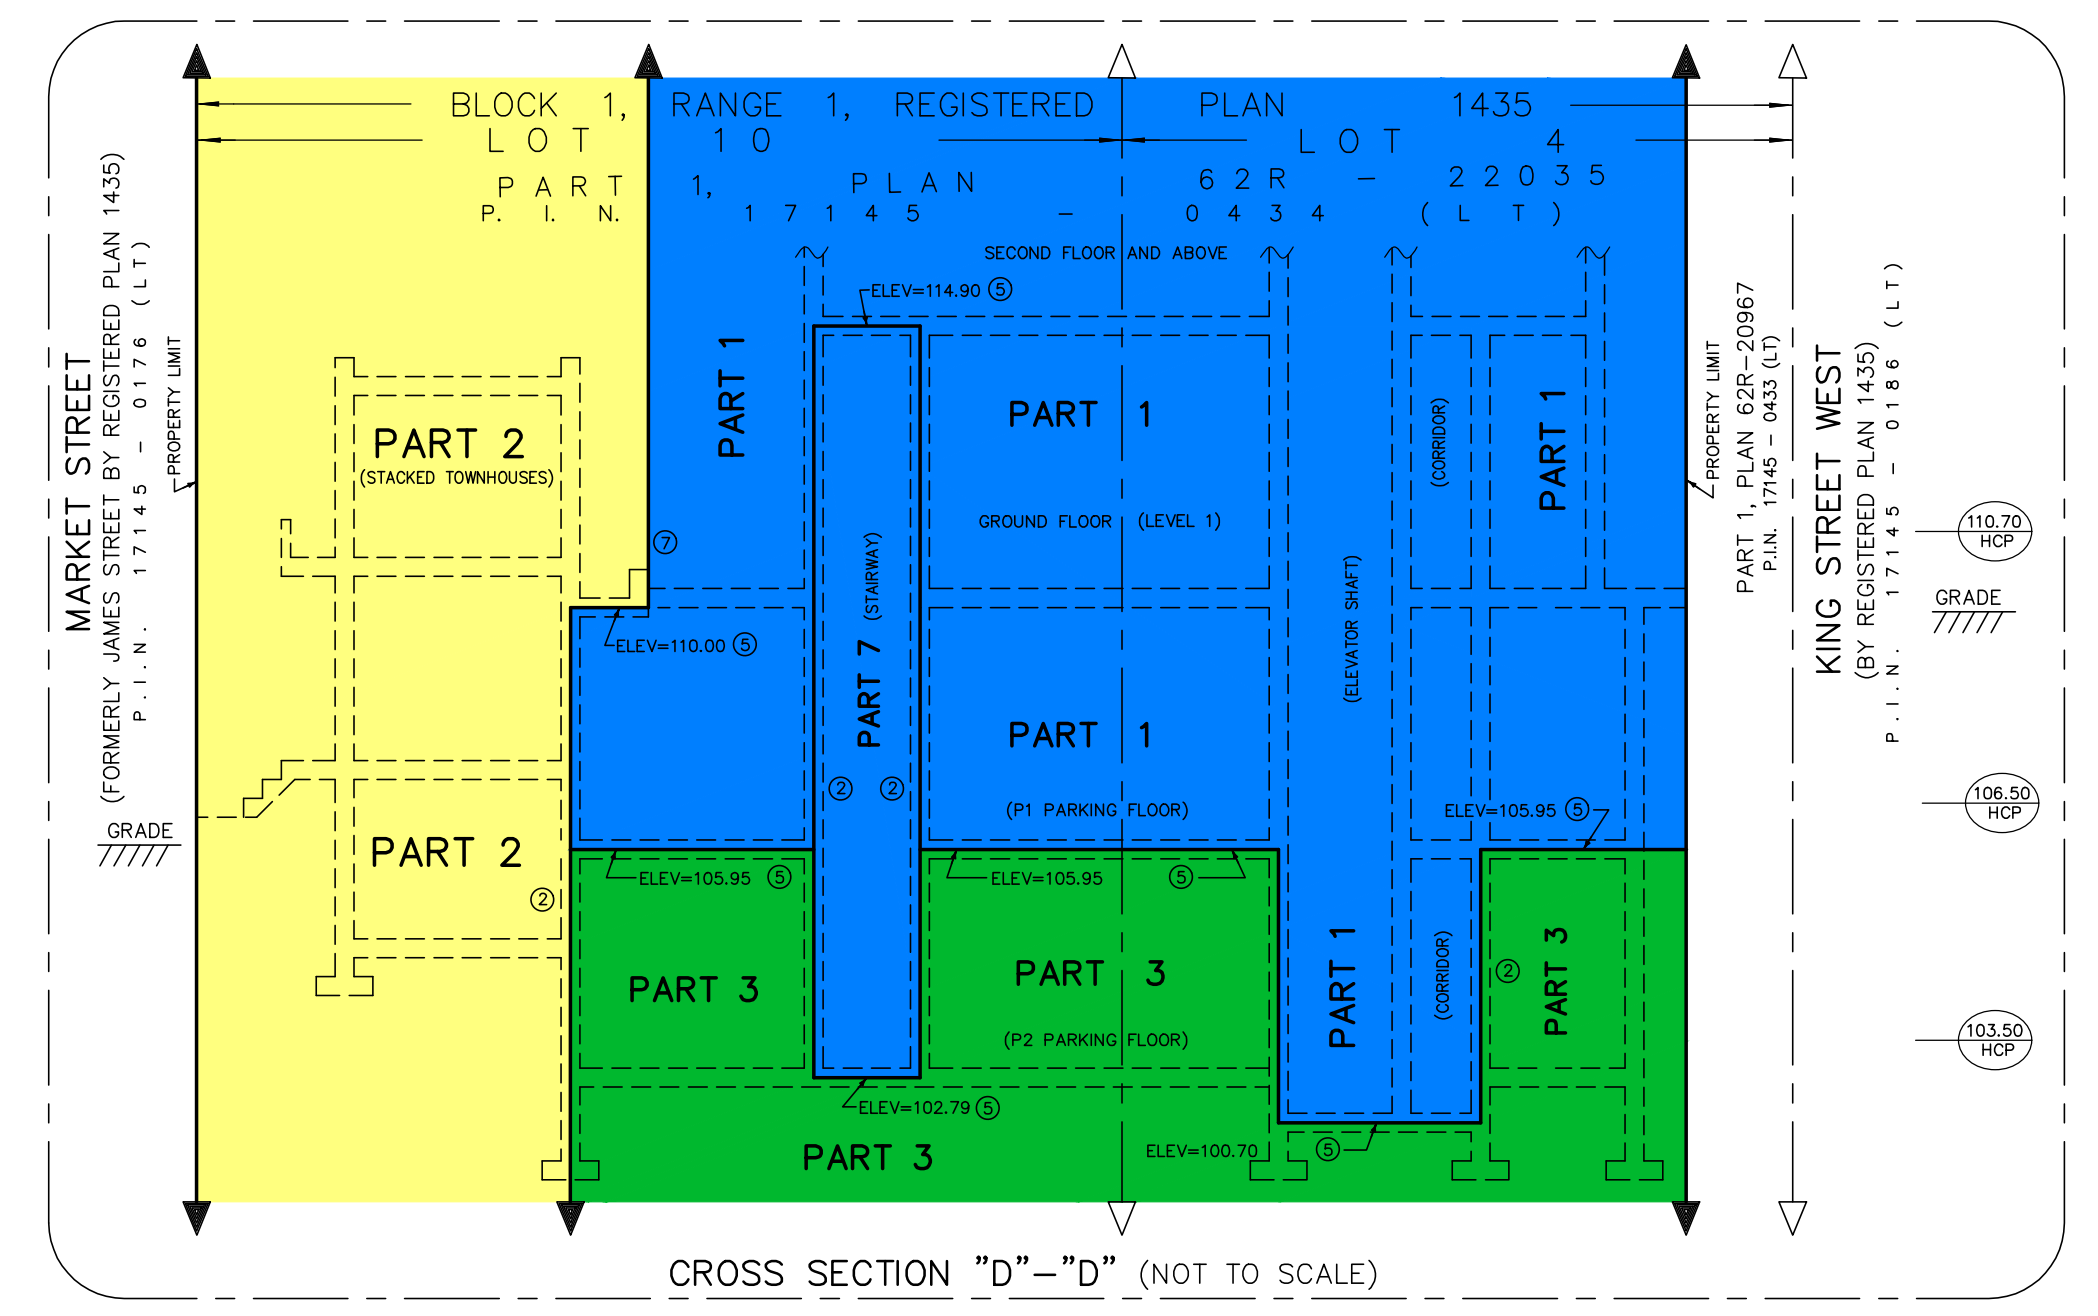 BLOCK 1, RANGE 1, REGISTERED PLAN 1435
LOT 10 LOT 4
PART 1, PLAN 62R - 22035
P. I. N. 17145 - 0434 (LT)
SECOND FLOOR AND ABOVE
MARKET STREET
(FORMERLY JAMES STREET BY REGISTERED PLAN 1435)
P.I.N. 17145 - 0176 (LT)
PROPERTY LIMIT
GRADE
PART 2
(STACKED TOWNHOUSES)
PART 2
2
7
ELEV=110.00 5
PART 1
ELEV=114.90 5
PART 7 (STAIRWAY)
2 2
PART 1
GROUND FLOOR (LEVEL 1)
PART 1
(P1 PARKING FLOOR)
(ELEVATOR SHAFT)
(CORRIDOR)
PART 1
ELEV=105.95 5
ELEV=105.95 5
ELEV=105.95 5
PART 3
PART 3
(P2 PARKING FLOOR)
PART 1
(CORRIDOR)
2
PART 3
ELEV=102.79 5
PART 3
ELEV=100.70 5
PROPERTY LIMIT
PART 1, PLAN 62R-20967
P.I.N. 17145 - 0433 (LT)
KING STREET WEST
(BY REGISTERED PLAN 1435)
P.I.N. 17145 - 0186 (LT)
110.70
HCP
GRADE
106.50
HCP
103.50
HCP
CROSS SECTION "D"-"D" (NOT TO SCALE)